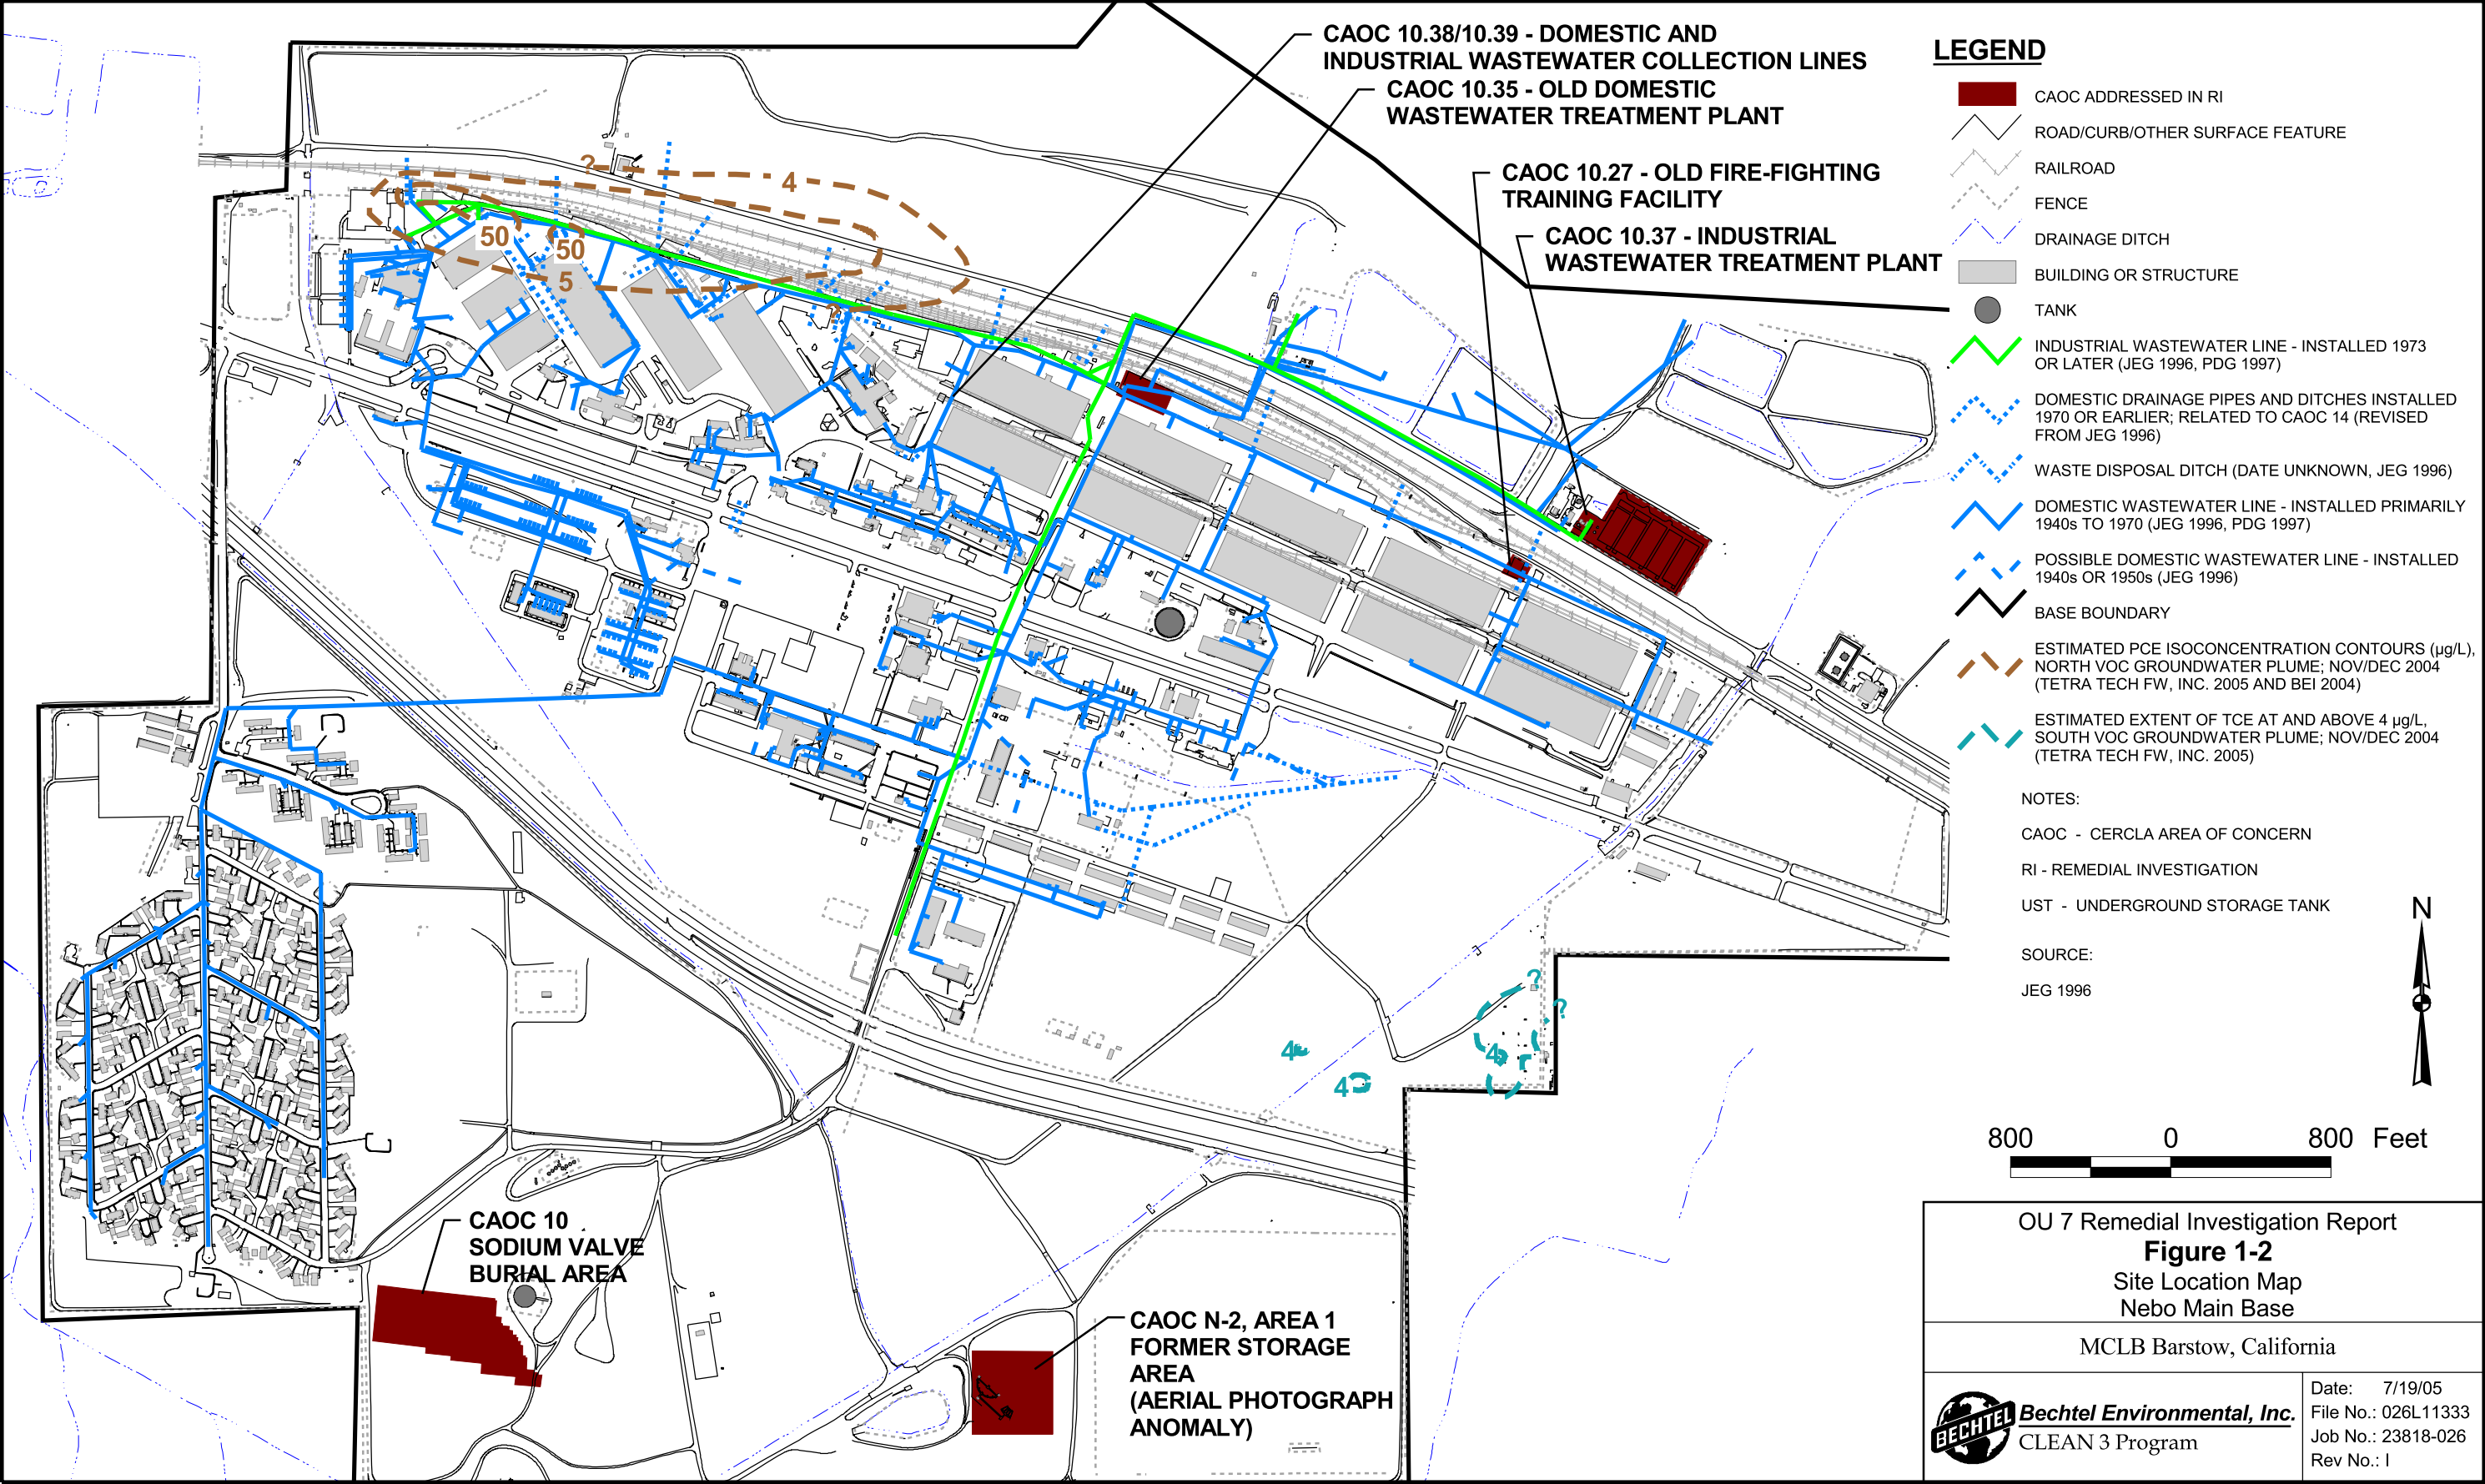 CAOC 10.38/10.39 - DOMESTIC AND
INDUSTRIAL WASTEWATER COLLECTION LINES
CAOC 10.35 - OLD DOMESTIC
WASTEWATER TREATMENT PLANT
CAOC 10.27 - OLD FIRE-FIGHTING
TRAINING FACILITY
CAOC 10.37 - INDUSTRIAL
WASTEWATER TREATMENT PLANT
?
4
50
50
5
?
?
?
4
4
4
CAOC 10
SODIUM VALVE
BURIAL AREA
CAOC N-2, AREA 1
FORMER STORAGE
AREA
(AERIAL PHOTOGRAPH
ANOMALY)
LEGEND
CAOC ADDRESSED IN RI
ROAD/CURB/OTHER SURFACE FEATURE
RAILROAD
FENCE
DRAINAGE DITCH
BUILDING OR STRUCTURE
TANK
INDUSTRIAL WASTEWATER LINE - INSTALLED 1973
OR LATER (JEG 1996, PDG 1997)
DOMESTIC DRAINAGE PIPES AND DITCHES INSTALLED
1970 OR EARLIER; RELATED TO CAOC 14 (REVISED
FROM JEG 1996)
WASTE DISPOSAL DITCH (DATE UNKNOWN, JEG 1996)
DOMESTIC WASTEWATER LINE - INSTALLED PRIMARILY
1940s TO 1970 (JEG 1996, PDG 1997)
POSSIBLE DOMESTIC WASTEWATER LINE - INSTALLED
1940s OR 1950s (JEG 1996)
BASE BOUNDARY
ESTIMATED PCE ISOCONCENTRATION CONTOURS (µg/L),
NORTH VOC GROUNDWATER PLUME; NOV/DEC 2004
(TETRA TECH FW, INC. 2005 AND BEI 2004)
ESTIMATED EXTENT OF TCE AT AND ABOVE 4 µg/L,
SOUTH VOC GROUNDWATER PLUME; NOV/DEC 2004
(TETRA TECH FW, INC. 2005)
NOTES:
CAOC - CERCLA AREA OF CONCERN
RI - REMEDIAL INVESTIGATION
UST - UNDERGROUND STORAGE TANK
SOURCE:
JEG 1996
N
800 0 800 Feet
OU 7 Remedial Investigation Report
Figure 1-2
Site Location Map
Nebo Main Base
MCLB Barstow, California
BECHTEL
Bechtel Environmental, Inc.
CLEAN 3 Program
Date: 7/19/05
File No.: 026L11333
Job No.: 23818-026
Rev No.: I